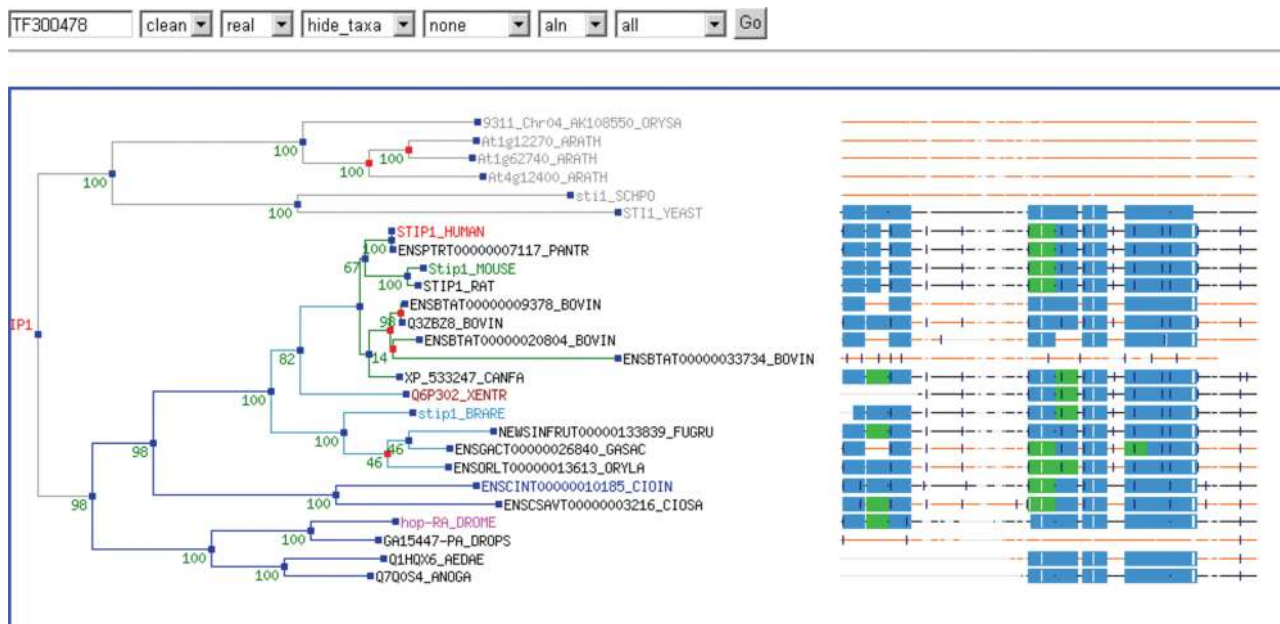 TF300478 clean real hide_taxa none aln all Go
9311_Chr04_AK108550_ORYSA
100
At1g12270_ARATH
100
At1g62740_ARATH
100
At4g12400_ARATH
100
sti1_SCHPO
100
STI1_YEAST
STIP1_HUMAN
100
ENSPTRT00000007117_PANTR
67
Stip1_MOUSE
100
STIP1_RAT
ENSBTAT00000009378_BOVIN
IP1
Q3ZBZ8_BOVIN
ENSBTAT00000020804_BOVIN
82
14
ENSBTAT00000033734_BOVIN
XP_533247_CANFA
Q6P302_XENTR
100
stip1_BRARE
100
NEWSINFRUT00000133839_FUGRU
46
98
ENSGACT00000026840_GASAC
46
ENSORLT00000013613_ORYLA
ENSCINT00000010185_CIOIN
98
100
ENSCSAVT00000003216_CIOSA
hop-RA_DROME
100
GA15447-PA_DROPS
100
Q1HQX6_AEDAE
100
Q7Q0S4_ANOGA